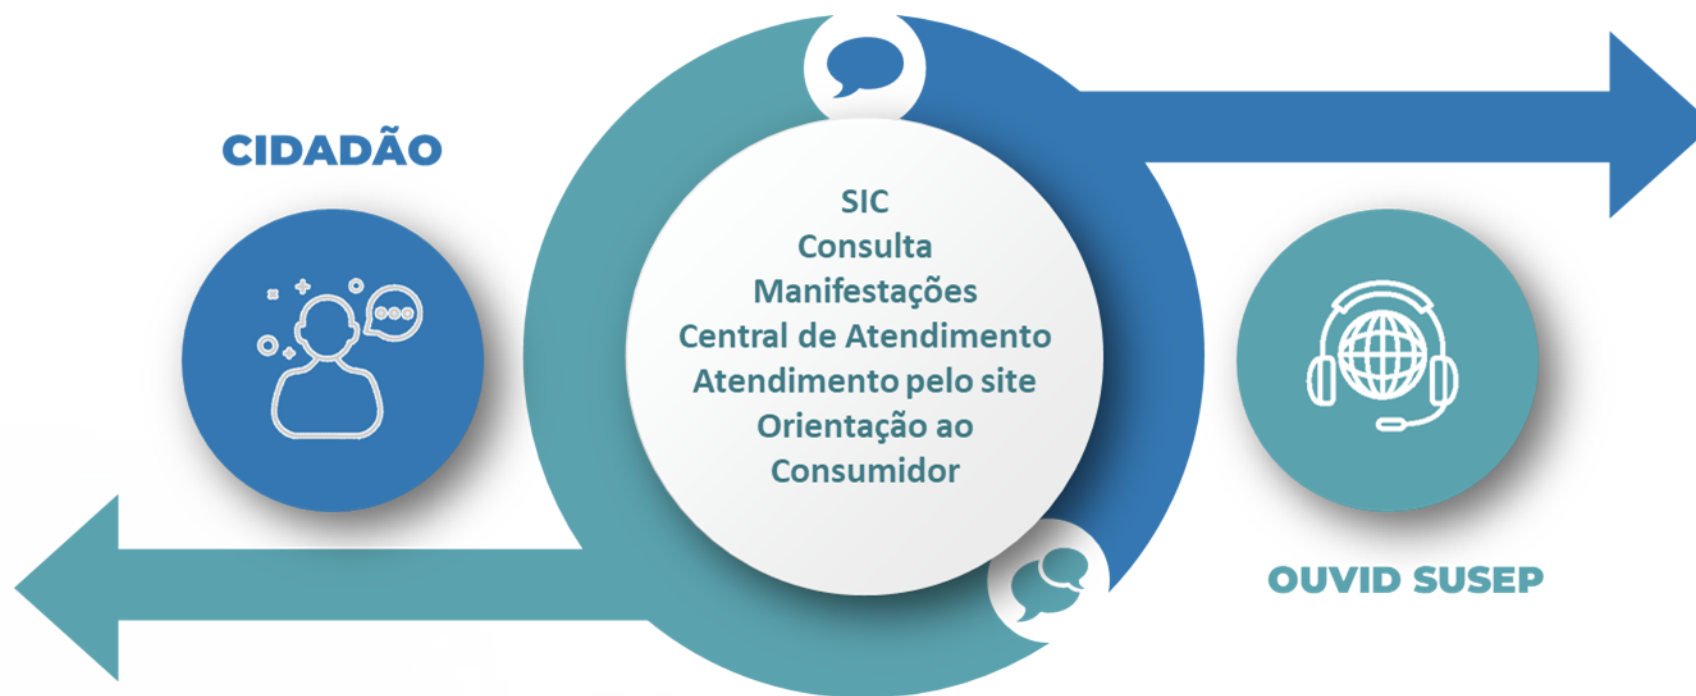 CIDADÃO
SIC
Consulta
Manifestações
Central de Atendimento
Atendimento pelo site
Orientação ao
Consumidor
OUVID SUSEP